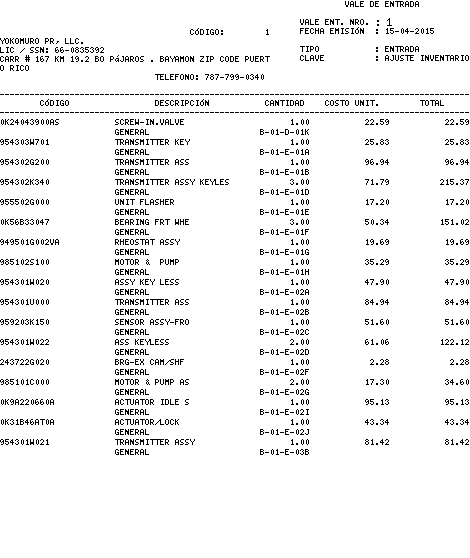 VALE DE ENTRADA
VALE ENT. NRO. : 1
CÓDIGO: 1 FECHA EMISIÓN : 15-04-2015
YOKOMURO PR, LLC.
LIC / SSN: 66-0835392 TIPO : ENTRADA
CARR # 167 KM 19.2 BO PÁJAROS . BAYAMON ZIP CODE PUERT CLAVE : AJUSTE INVENTARIO
O RICO
TELEFONO: 787-799-0340
CÓDIGO DESCRIPCIÓN CANTIDAD COSTO UNIT. TOTAL
0K24043900AS SCREW-IN.VALVE 1.00 22.59 22.59
GENERAL B-01-D-01K
954303W701 TRANSMITTER KEY 1.00 25.83 25.83
GENERAL B-01-E-01A
954302G200 TRANSMITTER ASS 1.00 96.94 96.94
GENERAL B-01-E-01B
954302K340 TRANSMITTER ASSY KEYLES 3.00 71.79 215.37
GENERAL B-01-E-01D
955502G000 UNIT FLASHER 1.00 17.20 17.20
GENERAL B-01-E-01E
0K56B33047 BEARING FRT WHE 3.00 50.34 151.02
GENERAL B-01-E-01F
949501G002VA RHEOSTAT ASSY 1.00 19.69 19.69
GENERAL B-01-E-01G
985102S100 MOTOR & PUMP 1.00 35.29 35.29
GENERAL B-01-E-01H
954301W020 ASSY KEY LESS 1.00 47.90 47.90
GENERAL B-01-E-02A
954301U000 TRANSMITTER ASS 1.00 84.94 84.94
GENERAL B-01-E-02B
959203K150 SENSOR ASSY-FRO 1.00 51.60 51.60
GENERAL B-01-E-02C
954301W022 ASS KEYLESS 2.00 61.06 122.12
GENERAL B-01-E-02D
243722G020 BRG-EX CAM/SHF 1.00 2.28 2.28
GENERAL B-01-E-02F
985101C000 MOTOR & PUMP AS 2.00 17.30 34.60
GENERAL B-01-E-02G
0K9A220660A ACTUATOR IDLE S 1.00 95.13 95.13
GENERAL B-01-E-02I
0K31B46AT0A ACTUATOR/LOCK 1.00 43.34 43.34
GENERAL B-01-E-02J
954301W021 TRANSMITTER ASSY 1.00 81.42 81.42
GENERAL B-01-E-03B